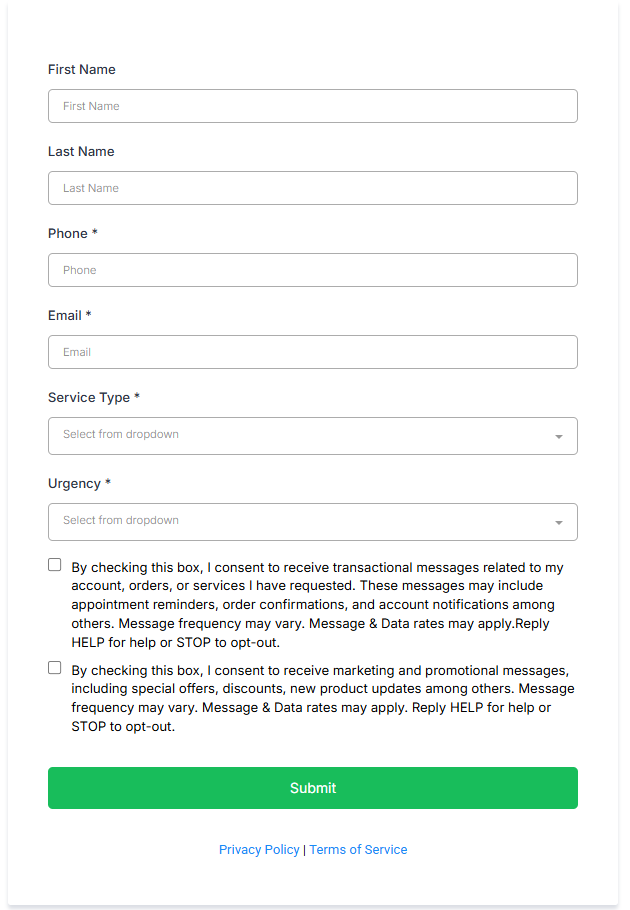 First Name
First Name
Last Name
Last Name
Phone *
Phone
Email *
Email
Service Type *
Select from dropdown
Urgency *
Select from dropdown
By checking this box, I consent to receive transactional messages related to my
account, orders, or services I have requested. These messages may include
appointment reminders, order confirmations, and account notifications among
others. Message frequency may vary. Message & Data rates may apply.Reply
HELP for help or STOP to opt-out.
By checking this box, I consent to receive marketing and promotional messages,
including special offers, discounts, new product updates among others. Message
frequency may vary. Message & Data rates may apply. Reply HELP for help or
STOP to opt-out.
Submit
Privacy Policy | Terms of Service